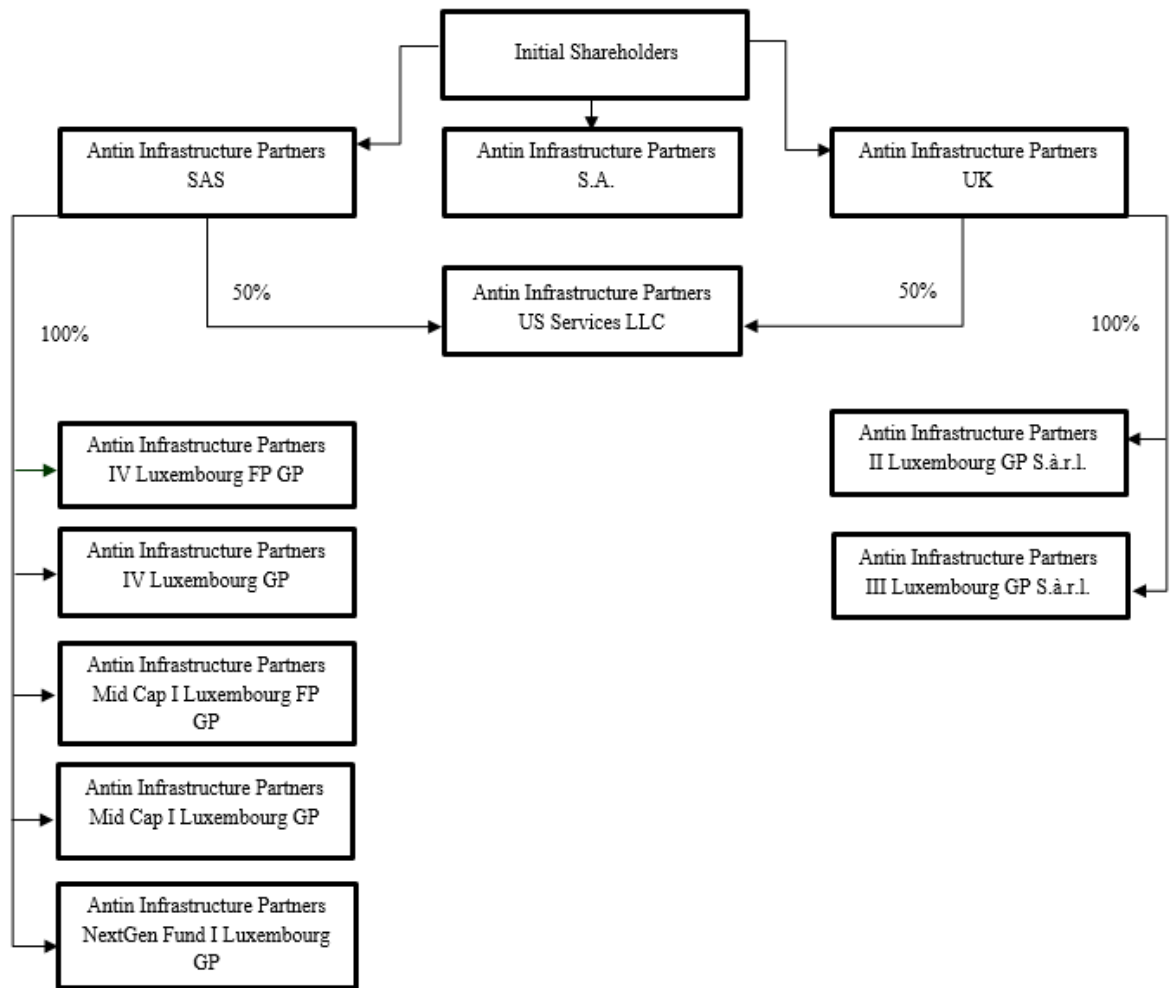 Initial Shareholders
Antin Infrastructure Partners
SAS
Antin Infrastructure Partners
S.A.
Antin Infrastructure Partners
UK
50%
Antin Infrastructure Partners
US Services LLC
50%
100%
100%
Antin Infrastructure Partners
IV Luxembourg FP GP
Antin Infrastructure Partners
II Luxembourg GP S.à.r.l.
Antin Infrastructure Partners
IV Luxembourg GP
Antin Infrastructure Partners
III Luxembourg GP S.à.r.l.
Antin Infrastructure Partners
Mid Cap I Luxembourg FP
GP
Antin Infrastructure Partners
Mid Cap I Luxembourg GP
Antin Infrastructure Partners
NextGen Fund I Luxembourg
GP